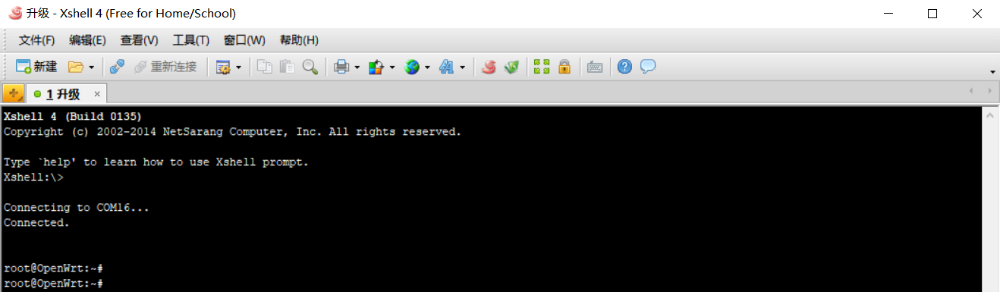 升级 - Xshell 4 (Free for Home/School)
文件(F) 编辑(E) 查看(V) 工具(T) 窗口(W) 帮助(H)
新建 重新连接
1 升级
Xshell 4 (Build 0135)
Copyright (c) 2002-2014 NetSarang Computer, Inc. All rights reserved.
Type `help' to learn how to use Xshell prompt.
Xshell:\>
Connecting to COM16...
Connected.
root@OpenWrt:~#
root@OpenWrt:~#